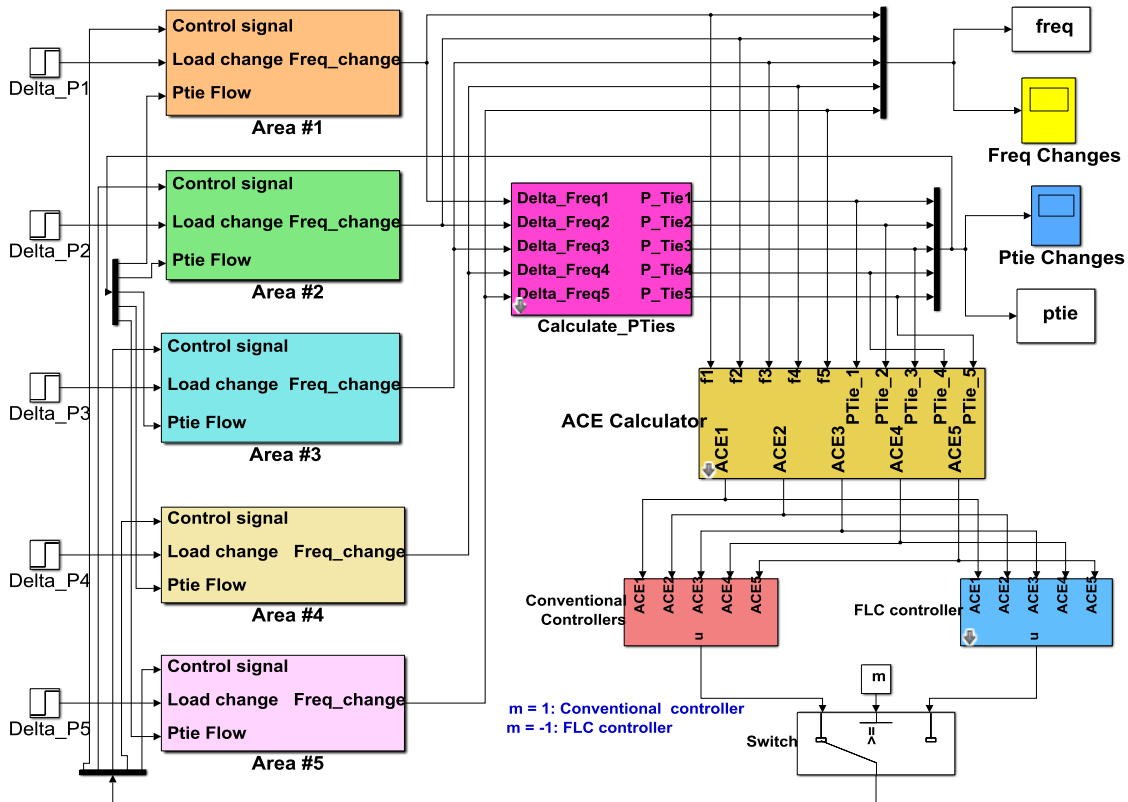 Delta_P1
Control signal
Load change Freq_change
Ptie Flow
Area #1
Delta_P2
Control signal
Load change Freq_change
Ptie Flow
Area #2
Delta_P3
Control signal
Load change Freq_change
Ptie Flow
Area #3
Delta_P4
Control signal
Load change Freq_change
Ptie Flow
Area #4
Delta_P5
Control signal
Load change Freq_change
Ptie Flow
Area #5
Delta_Freq1 P_Tie1
Delta_Freq2 P_Tie2
Delta_Freq3 P_Tie3
Delta_Freq4 P_Tie4
Delta_Freq5 P_Tie5
Calculate_PTies
freq
Freq Changes
Ptie Changes
ptie
ACE Calculator
f1 f2 f3 f4 f5 PTie_1 PTie_2 PTie_3 PTie_4 PTie_5
ACE1 ACE2 ACE3 ACE4 ACE5
Conventional
Controllers
ACE1 ACE2 ACE3 ACE4 ACE5
u
FLC controller
ACE1 ACE2 ACE3 ACE4 ACE5
u
m
m = 1: Conventional controller
m = -1: FLC controller
Switch
>=